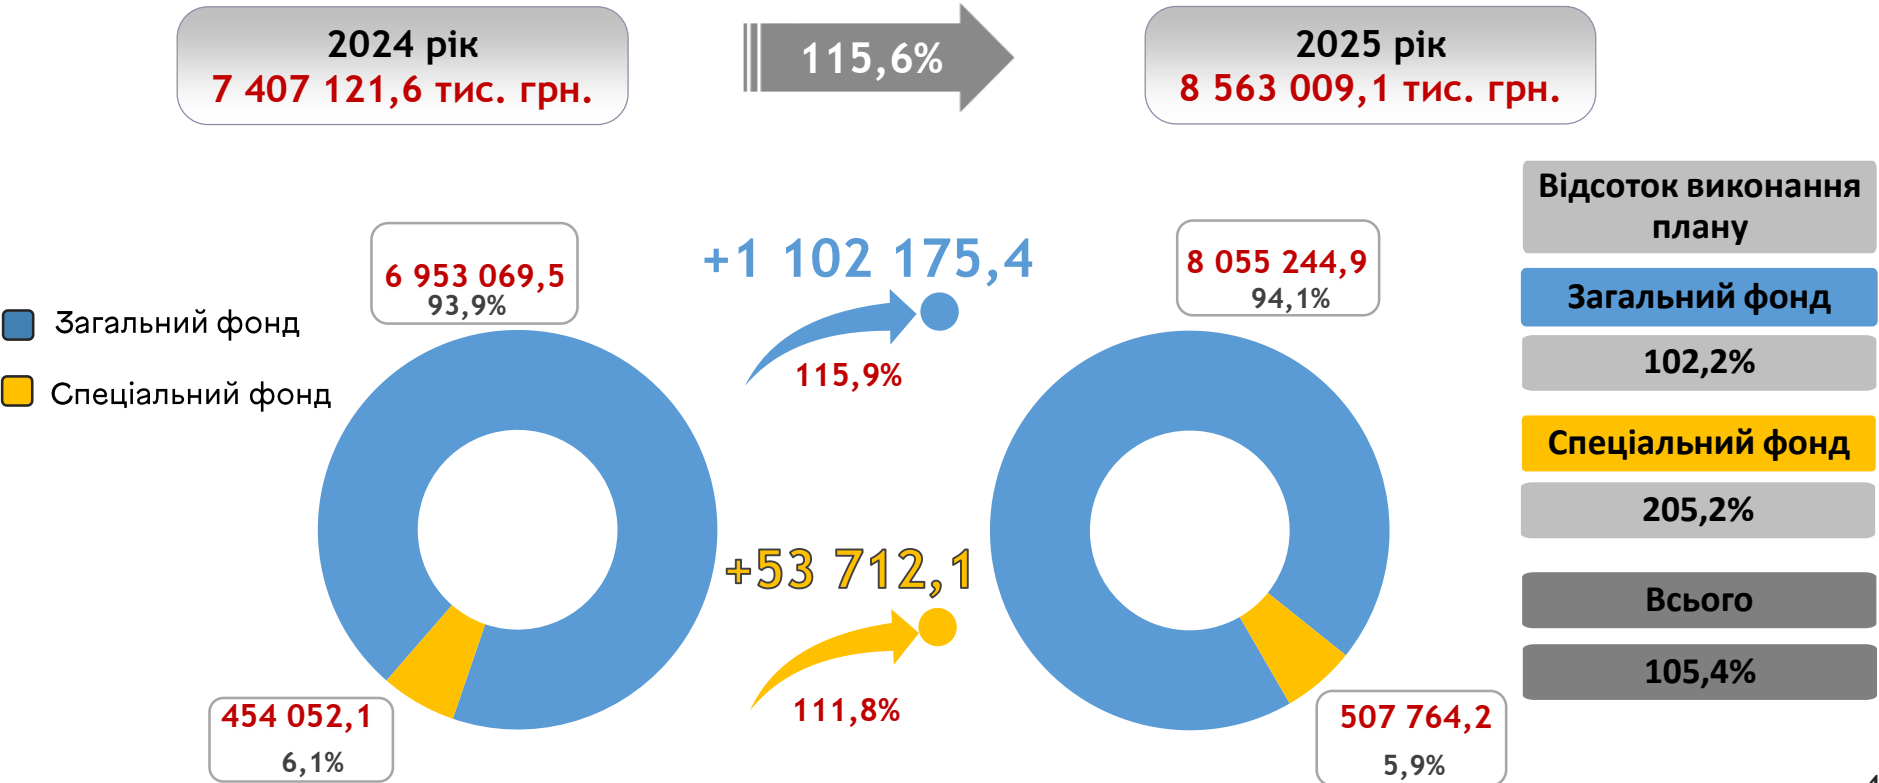 2024 рік
7 407 121,6 тис. грн.
115,6%
2025 рік
8 563 009,1 тис. грн.
Загальний фонд
Спеціальний фонд
6 953 069,5
93,9%
454 052,1
6,1%
+1 102 175,4
115,9%
+53 712,1
111,8%
8 055 244,9
94,1%
507 764,2
5,9%
Відсоток виконання
плану
Загальний фонд
102,2%
Спеціальний фонд
205,2%
Всього
105,4%